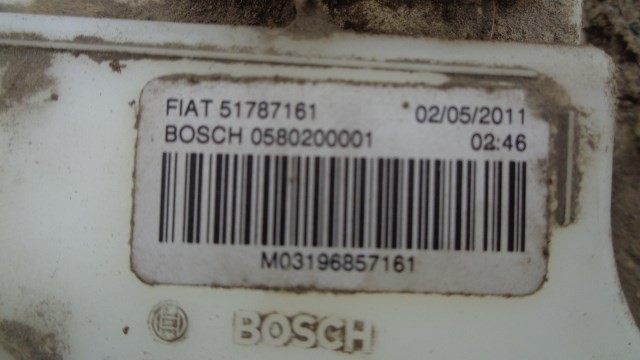 FIAT 51787161 02/05/2011
BOSCH 0580200001 02:46
M03196857161
BOSCH